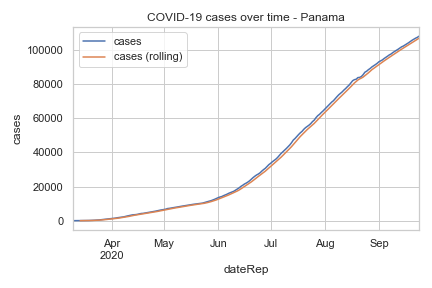 COVID-19 cases over time - Panama
cases
cases (rolling)
100000
80000
60000
40000
20000
0
cases
Apr
2020
May
Jun
Jul
Aug
Sep
dateRep